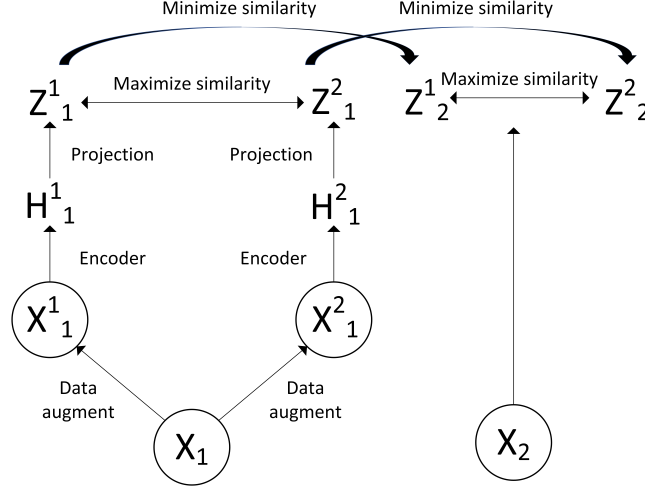 Minimize similarity Minimize similarity
Maximize similarity Maximize similarity
Z¹₁ Z²₁ Z¹₂ Z²₂
Projection Projection
H¹₁ H²₁
Encoder Encoder
X¹₁ X²₁
Data Data
augment augment
X₁ X₂